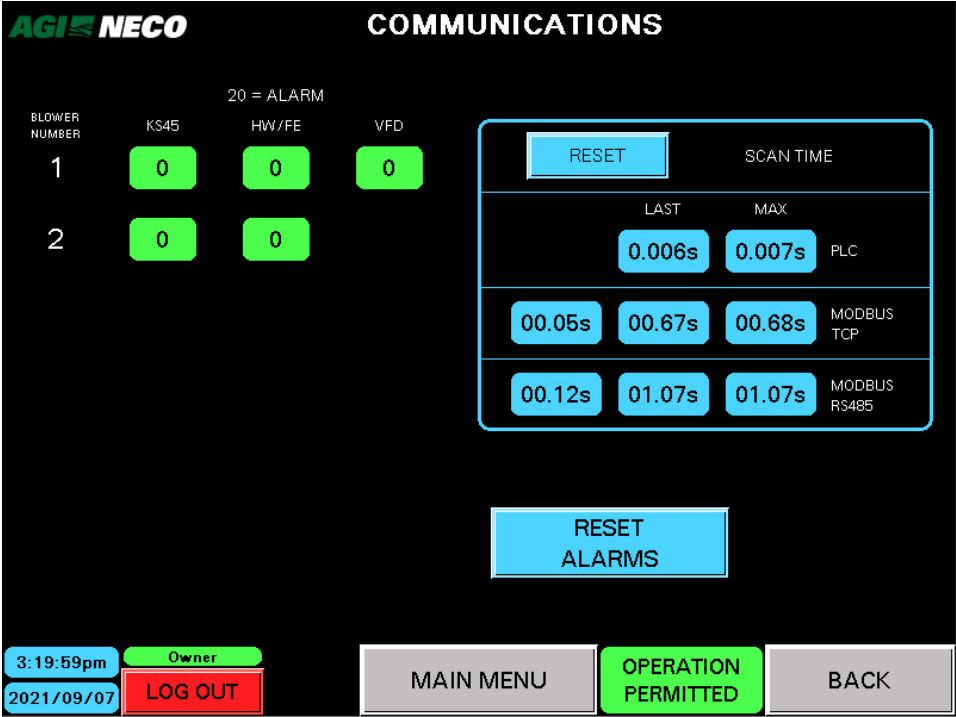 AGI NECO
COMMUNICATIONS
20 = ALARM
BLOWER
NUMBER
KS45
HW/FE
VFD
1
0
0
0
2
0
0
RESET
SCAN TIME
LAST
MAX
0.006s
0.007s
PLC
00.05s
00.67s
00.68s
MODBUS
TCP
00.12s
01.07s
01.07s
MODBUS
RS485
RESET
ALARMS
3:19:59pm
Owner
2021/09/07
LOG OUT
MAIN MENU
OPERATION
PERMITTED
BACK